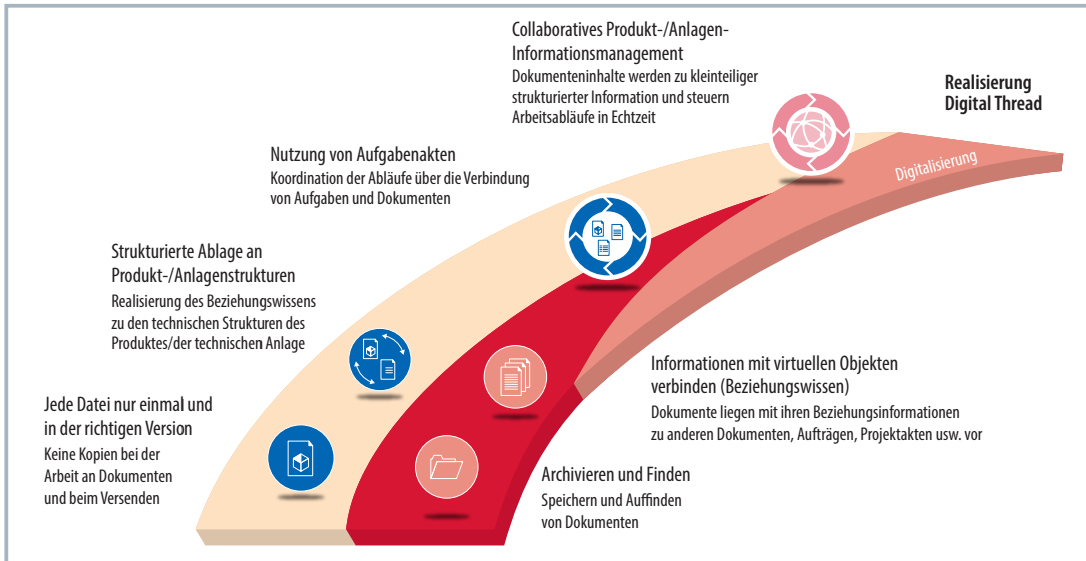 Collaboratives Produkt-/Anlagen-
Informationsmanagement
Dokumenteninhalte werden zu kleinteiliger
strukturierter Information und steuern
Arbeitsabläufe in Echtzeit
Realisierung
Digital Thread
Digitalisierung
Nutzung von Aufgabenakten
Koordination der Abläufe über die Verbindung
von Aufgaben und Dokumenten
Strukturierte Ablage an
Produkt-/Anlagenstrukturen
Realisierung des Beziehungswissens
zu den technischen Strukturen des
Produktes/der technischen Anlage
Jede Datei nur einmal und
in der richtigen Version
Keine Kopien bei der
Arbeit an Dokumenten
und beim Versenden
Informationen mit virtuellen Objekten
verbinden (Beziehungswissen)
Dokumente liegen mit ihren Beziehungsinformationen
zu anderen Dokumenten, Aufträgen, Projektakten usw. vor
Archivieren und Finden
Speichern und Auffinden
von Dokumenten